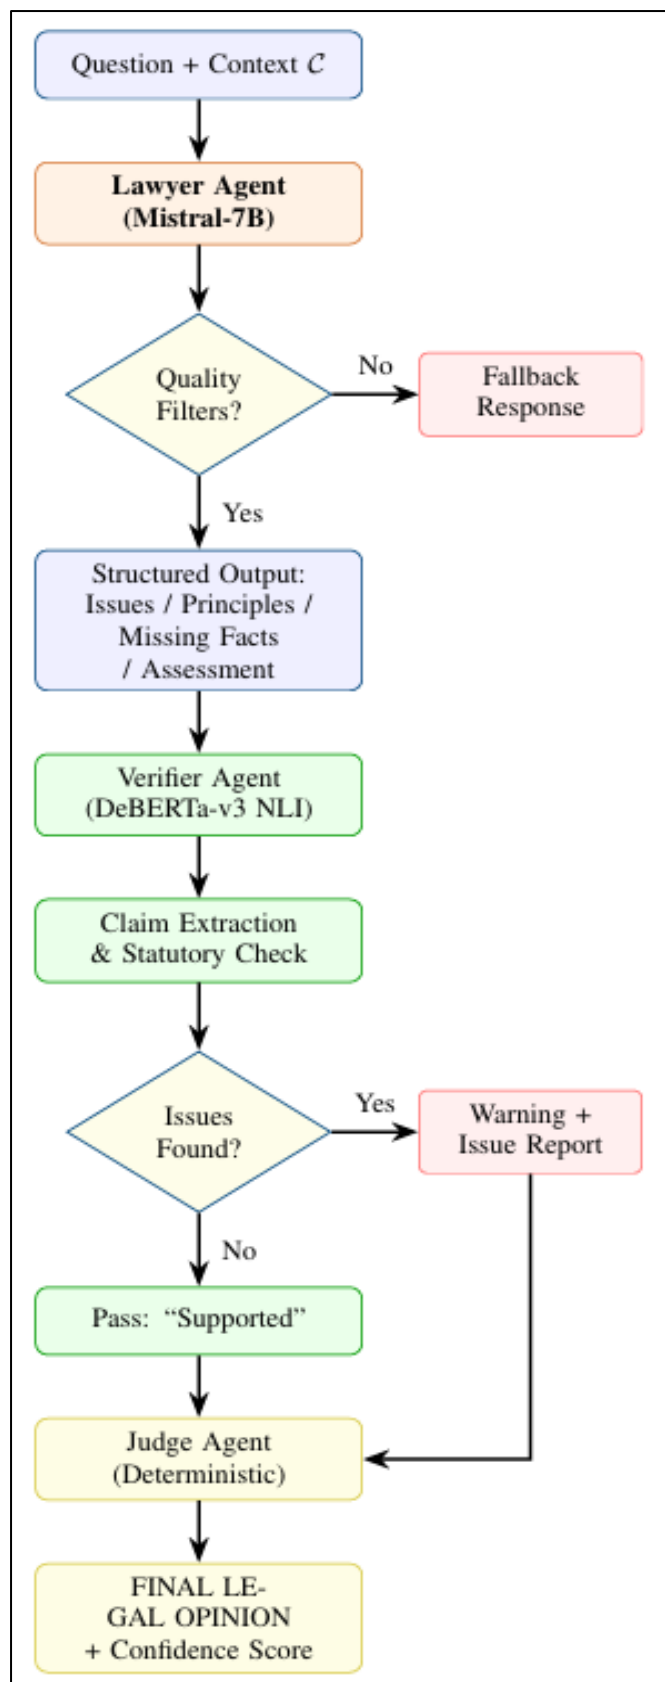 Question + Context 𝒞
Lawyer Agent
(Mistral-7B)
Quality
Filters?
No
Fallback
Response
Yes
Structured Output:
Issues / Principles /
Missing Facts
/ Assessment
Verifier Agent
(DeBERTa-v3 NLI)
Claim Extraction
& Statutory Check
Issues
Found?
Yes
Warning +
Issue Report
No
Pass: “Supported”
Judge Agent
(Deterministic)
FINAL LE-
GAL OPINION
+ Confidence Score